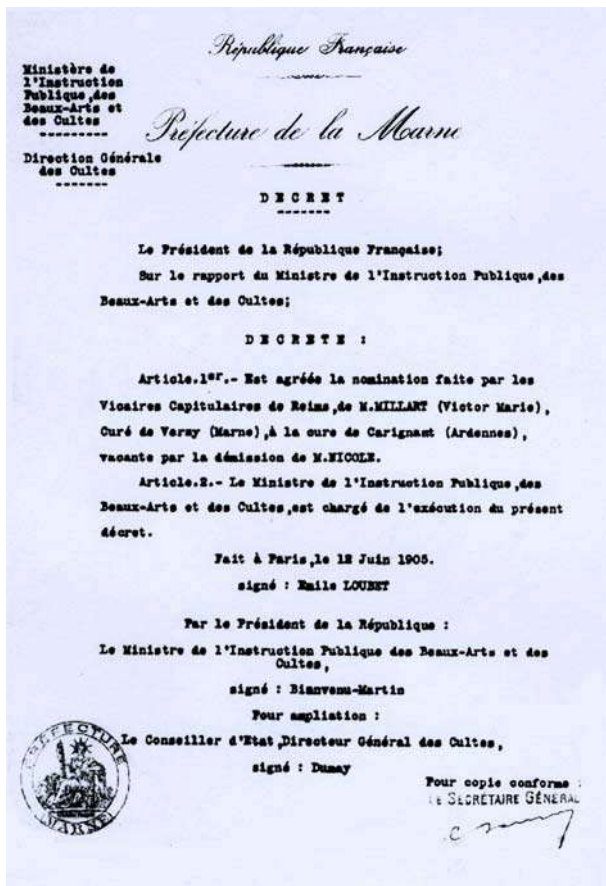 République Française
Ministère de
l'Instruction
Publique,des
Beaux-Arts et
des Cultes
---------
Préfecture de la Marne
Direction Générale
des Cultes
-------
DECRET
-------
Le Président de la République Française;
Sur le rapport du Ministre de l'Instruction Publique,des
Beaux-Arts et des Cultes;
DECRETE :
Article.1er.- Est agréée la nomination faite par les
Vicaires Capitulaires de Reims,de M.MILLART (Victor Marie),
Curé de Verzy (Marne),à la cure de Carignant (Ardennes),
vacante par la démission de M.NICOLE.
Article.2.- Le Ministre de l'Instruction Publique,des
Beaux-Arts et des Cultes,est chargé de l'exécution du présent
décret.
Fait à Paris,le 12 Juin 1905.
signé : Emile LOUBET
Par le Président de la République :
Le Ministre de l'Instruction Publique des Beaux-Arts et des
Cultes,
signé : Bienvenu-Martin
Pour ampliation :
Le Conseiller d'Etat,Directeur Général des Cultes,
signé : Dumay
PREFECTURE
MARNE
Pour copie conforme :
LE SECRÉTAIRE GÉNÉRAL